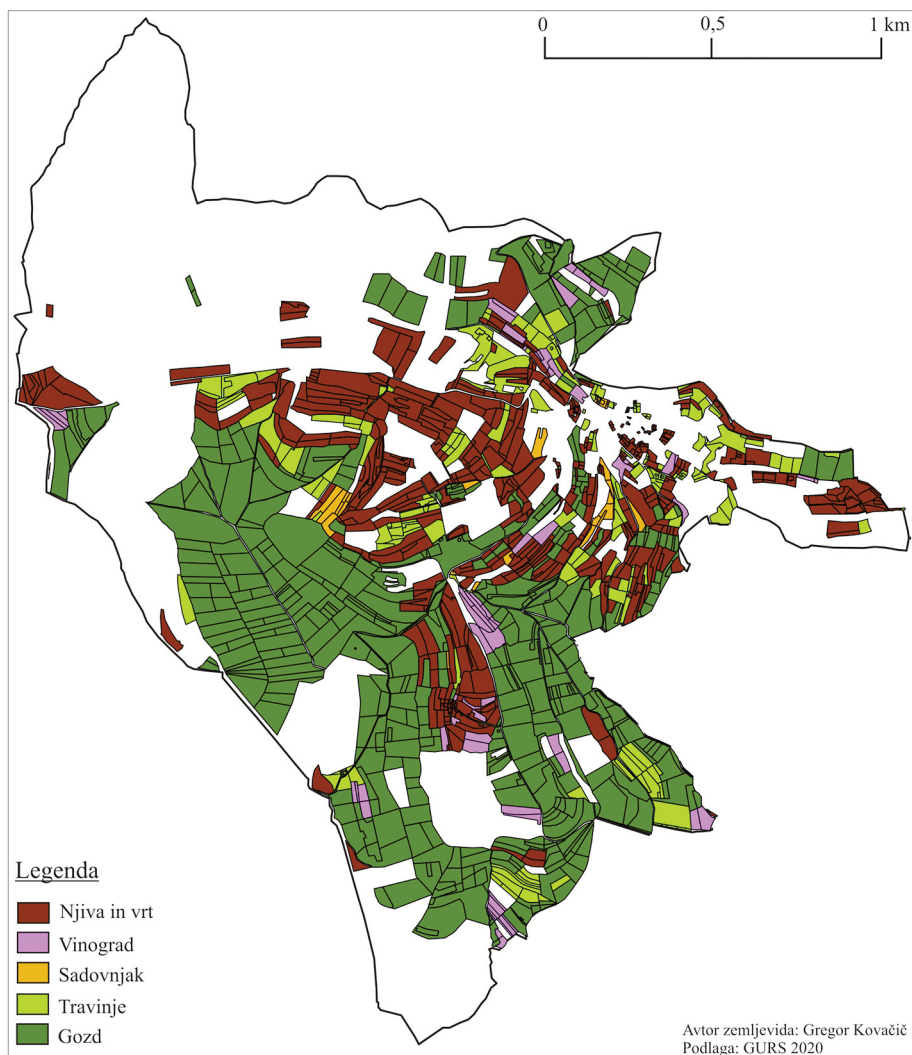 0 0,5 1 km
Legenda
Njiva in vrt
Vinograd
Sadovnjak
Travinje
Gozd
Avtor zemljevida: Gregor Kovačič
Podlaga: GURS 2020